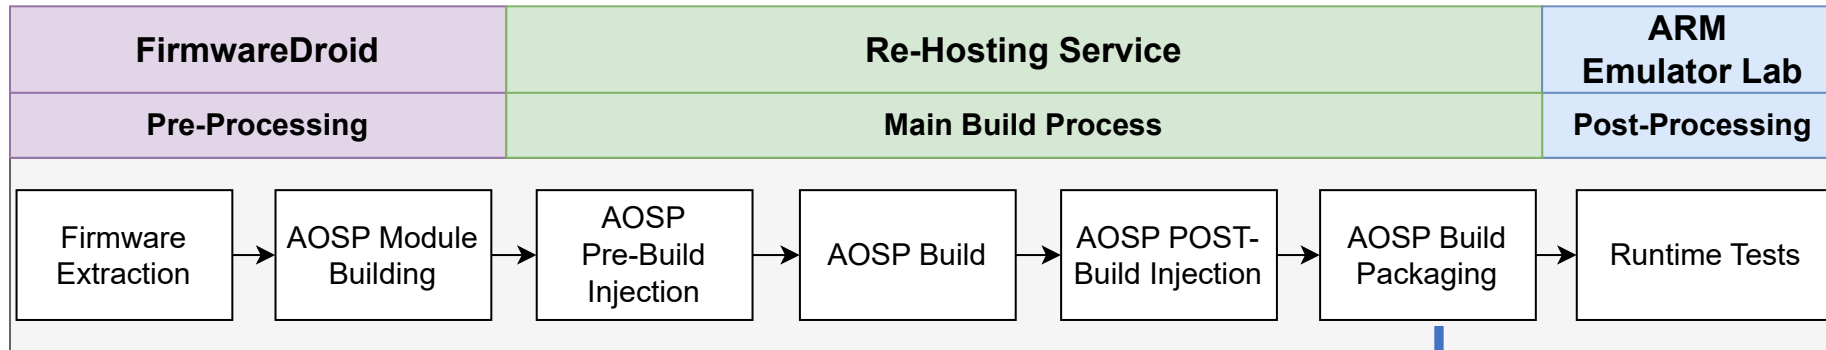 FirmwareDroid
Re-Hosting Service
ARM
Emulator Lab
Pre-Processing
Main Build Process
Post-Processing
Firmware
Extraction
AOSP Module
Building
AOSP
Pre-Build
Injection
AOSP Build
AOSP POST-
Build Injection
AOSP Build
Packaging
Runtime Tests